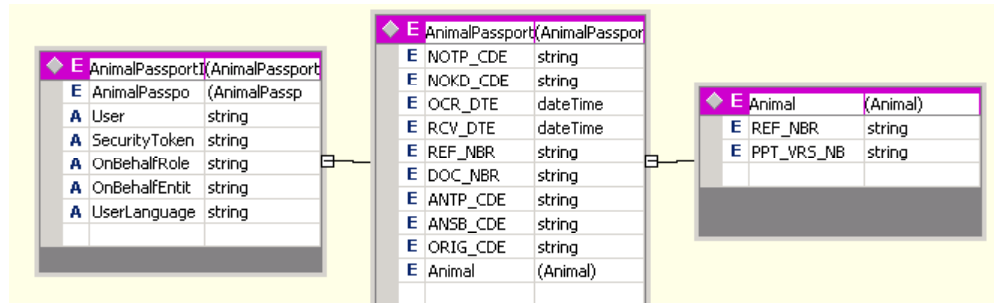 E AnimalPassportI (AnimalPassport
E AnimalPasspo (AnimalPassp
A User string
A SecurityToken string
A OnBehalfRole string
A OnBehalfEntit string
A UserLanguage string
E AnimalPassport (AnimalPasspor
E NOTP_CDE string
E NOKD_CDE string
E OCR_DTE dateTime
E RCV_DTE dateTime
E REF_NBR string
E DOC_NBR string
E ANTP_CDE string
E ANSB_CDE string
E ORIG_CDE string
E Animal (Animal)
E Animal (Animal)
E REF_NBR string
E PPT_VRS_NB string